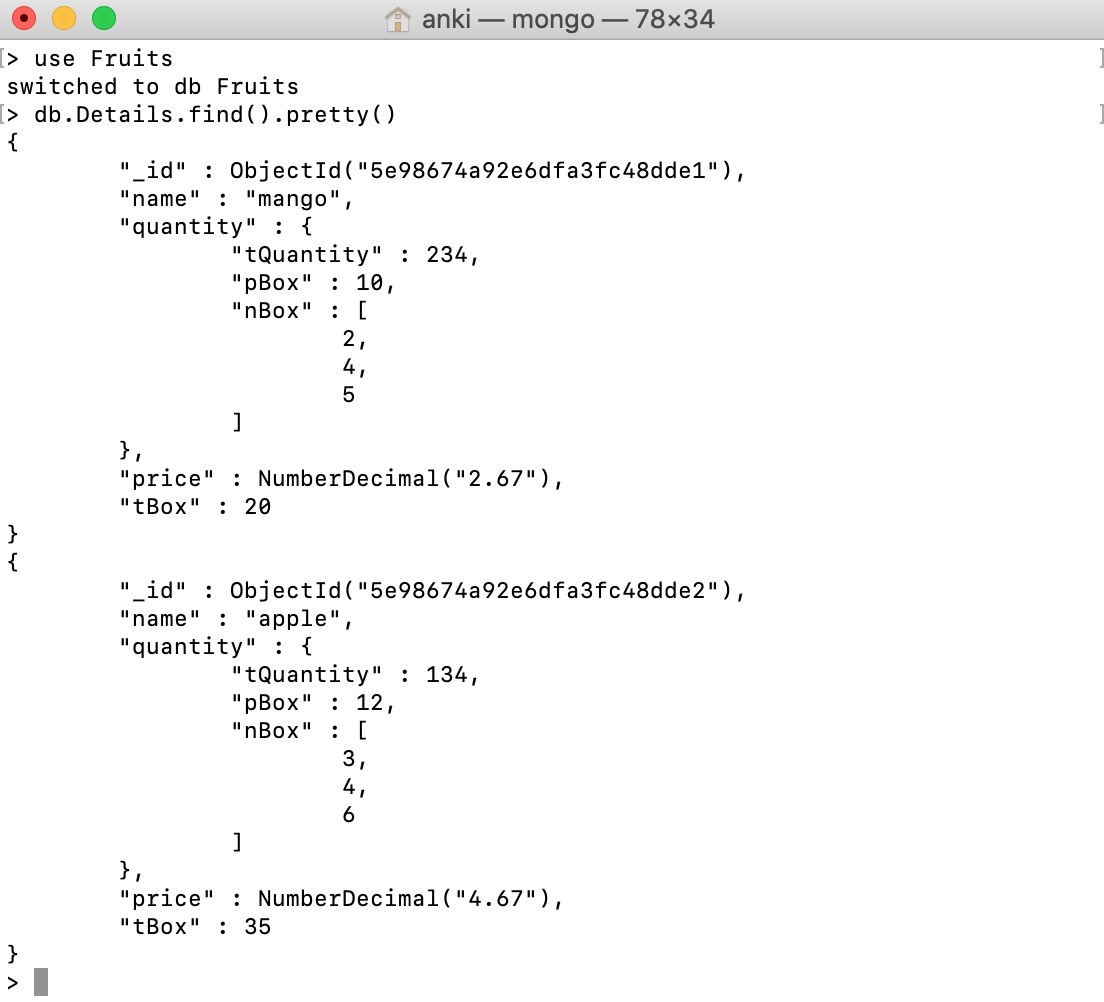 anki — mongo — 78×34
[> use Fruits ]
switched to db Fruits
[> db.Details.find().pretty() ]
{
        "_id" : ObjectId("5e98674a92e6dfa3fc48dde1"),
        "name" : "mango",
        "quantity" : {
                "tQuantity" : 234,
                "pBox" : 10,
                "nBox" : [
                        2,
                        4,
                        5
                ]
        },
        "price" : NumberDecimal("2.67"),
        "tBox" : 20
}
{
        "_id" : ObjectId("5e98674a92e6dfa3fc48dde2"),
        "name" : "apple",
        "quantity" : {
                "tQuantity" : 134,
                "pBox" : 12,
                "nBox" : [
                        3,
                        4,
                        6
                ]
        },
        "price" : NumberDecimal("4.67"),
        "tBox" : 35
}
>